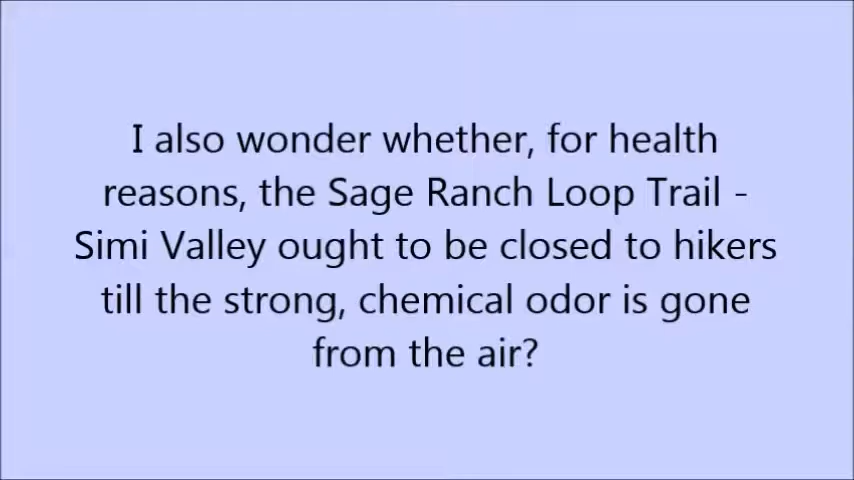 I also wonder whether, for health
reasons, the Sage Ranch Loop Trail -
Simi Valley ought to be closed to hikers
till the strong, chemical odor is gone
from the air?